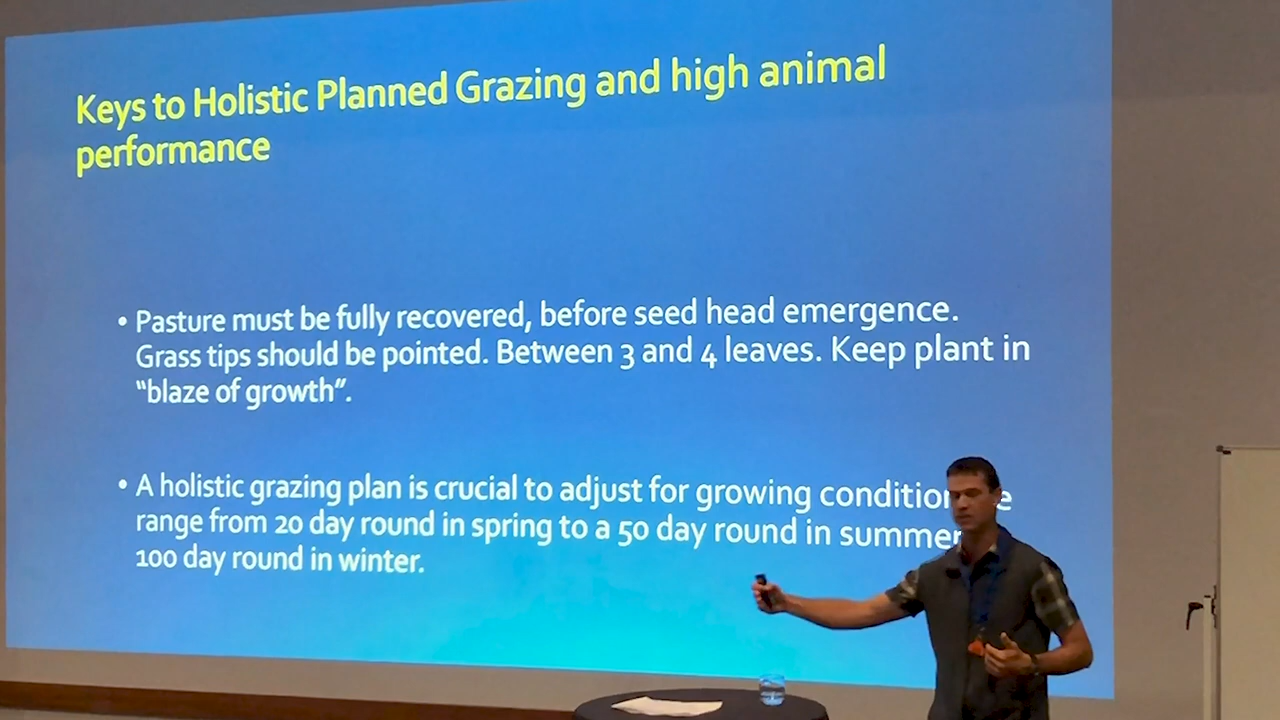 Keys to Holistic Planned Grazing and high animal
performance
• Pasture must be fully recovered, before seed head emergence.
Grass tips should be pointed. Between 3 and 4 leaves. Keep plant in
“blaze of growth”.
• A holistic grazing plan is crucial to adjust for growing condition e
range from 20 day round in spring to a 50 day round in summer
100 day round in winter.